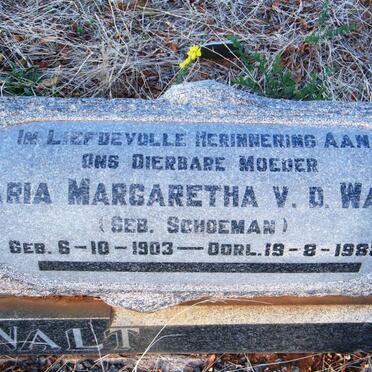 IN LIEFDEVOLLE HERINNERING AAN
ONS DIERBARE MOEDER
ARIA MARGARETHA V. D. WA
( GEB. SCHOEMAN )
GEB. 6-10-1903 — OORL. 19-8-198
NALT